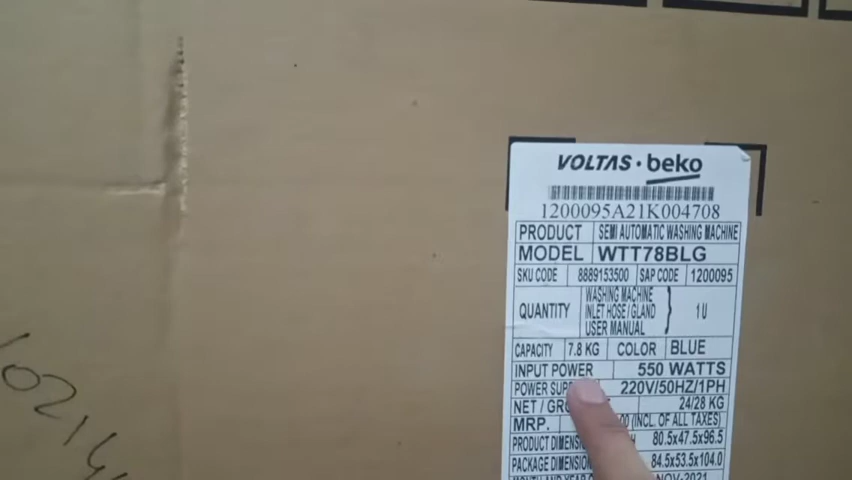 VOLTAS • beko
1200095A21K004708
PRODUCT SEMI AUTOMATIC WASHING MACHINE
MODEL WTT78BLG
SKU CODE 8889153500 SAP CODE 1200095
QUANTITY WASHING MACHINE
INLET HOSE/GLAND
USER MANUAL
1U
CAPACITY 7.8 KG COLOR BLUE
INPUT POWER 550 WATTS
POWER 220V/50HZ/1PH
NET / 24/28 KG
MRP. (INCL. OF ALL TAXES)
PRODUCT 80.5x47.5x96.5
PACKAGE 84.5x53.5x104.0
NOV-2021